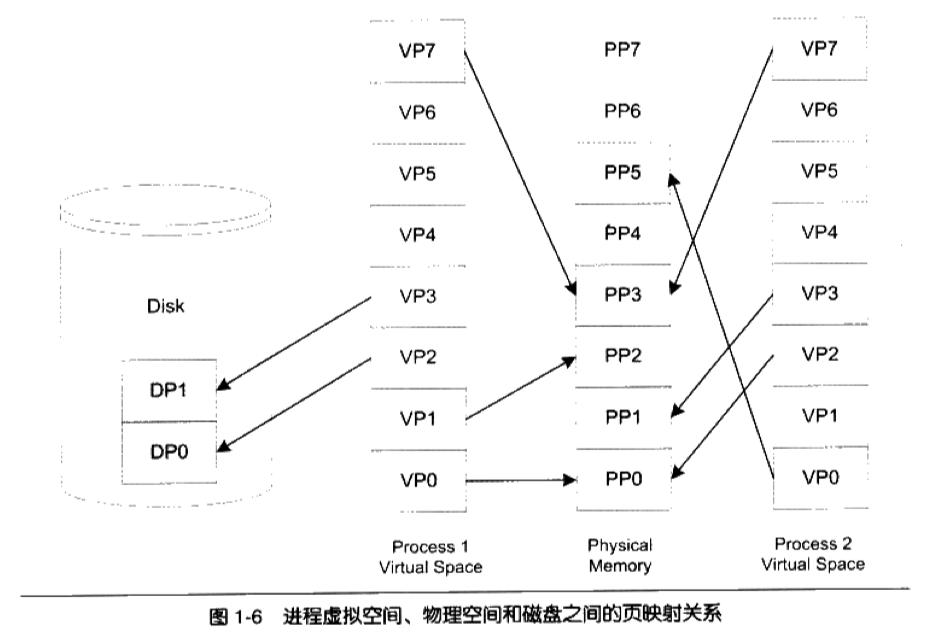 VP7 PP7 VP7
VP6 PP6 VP6
VP5 PP5 VP5
VP4 PP4 VP4
Disk VP3 PP3 VP3
VP2 PP2 VP2
DP1
VP1 PP1 VP1
DP0
VP0 PP0 VP0
Process 1
Virtual Space
Physical
Memory
Process 2
Virtual Space
图 1-6 进程虚拟空间、物理空间和磁盘之间的页映射关系